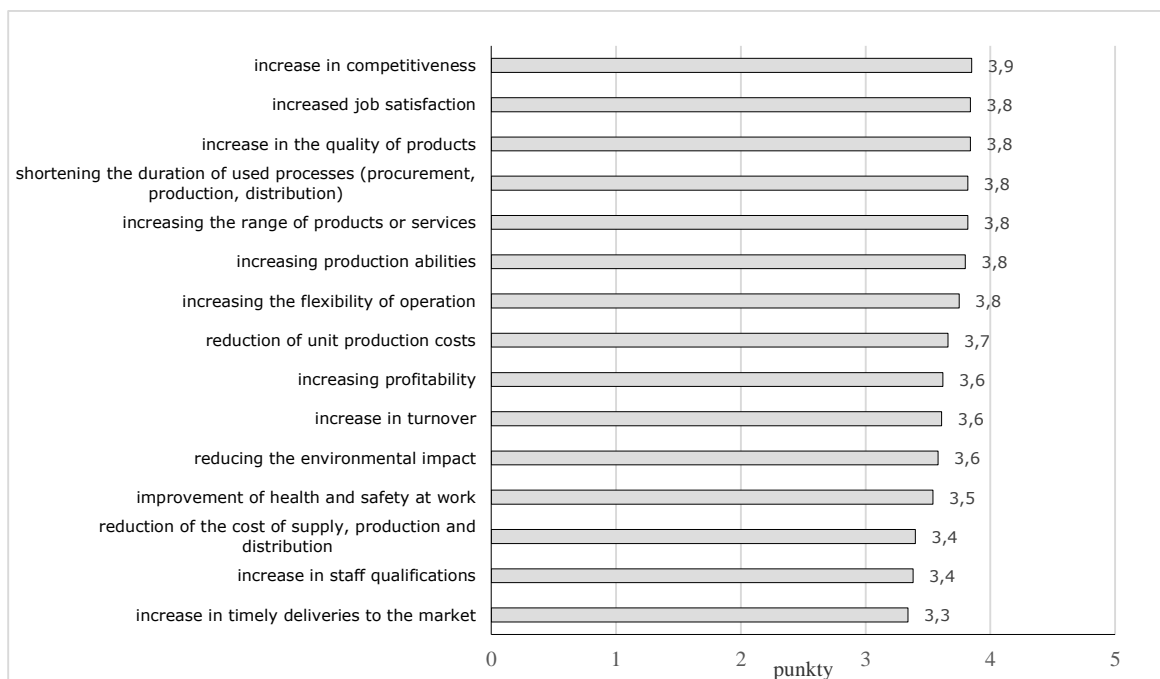 increase in competitiveness 3,9
increased job satisfaction 3,8
increase in the quality of products 3,8
shortening the duration of used processes (procurement,
production, distribution) 3,8
increasing the range of products or services 3,8
increasing production abilities 3,8
increasing the flexibility of operation 3,8
reduction of unit production costs 3,7
increasing profitability 3,6
increase in turnover 3,6
reducing the environmental impact 3,6
improvement of health and safety at work 3,5
reduction of the cost of supply, production and
distribution 3,4
increase in staff qualifications 3,4
increase in timely deliveries to the market 3,3
0 1 2 3 4 5
punkty